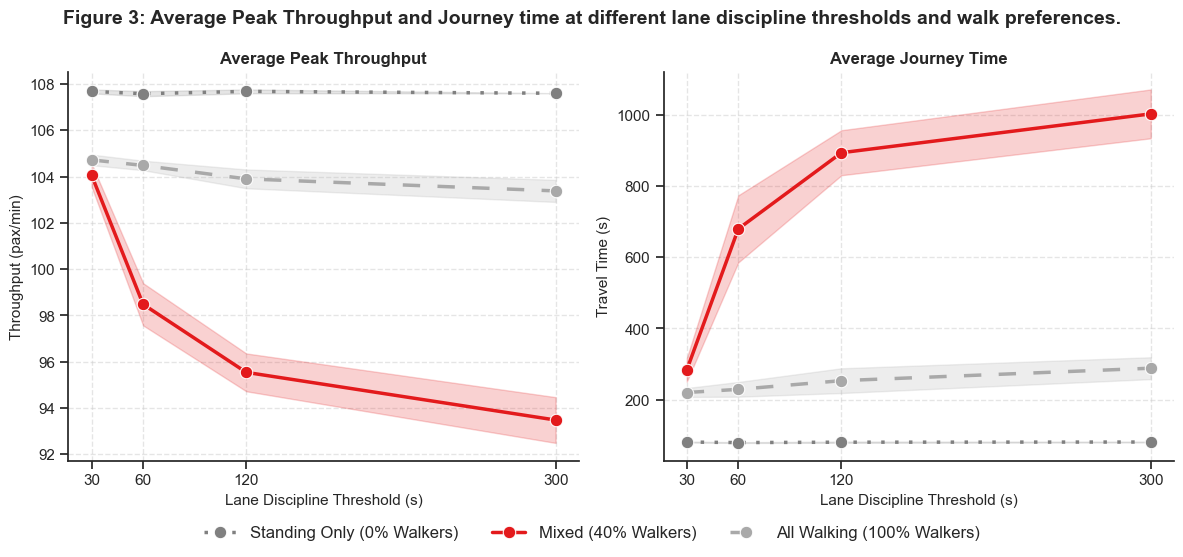 Figure 3: Average Peak Throughput and Journey time at different lane discipline thresholds and walk preferences.
Average Peak Throughput
108
106
104
102
100
98
96
94
92
Throughput (pax/min)
30 60 120 300
Lane Discipline Threshold (s)
Average Journey Time
1000
800
600
400
200
Travel Time (s)
30 60 120 300
Lane Discipline Threshold (s)
Standing Only (0% Walkers) Mixed (40% Walkers) All Walking (100% Walkers)